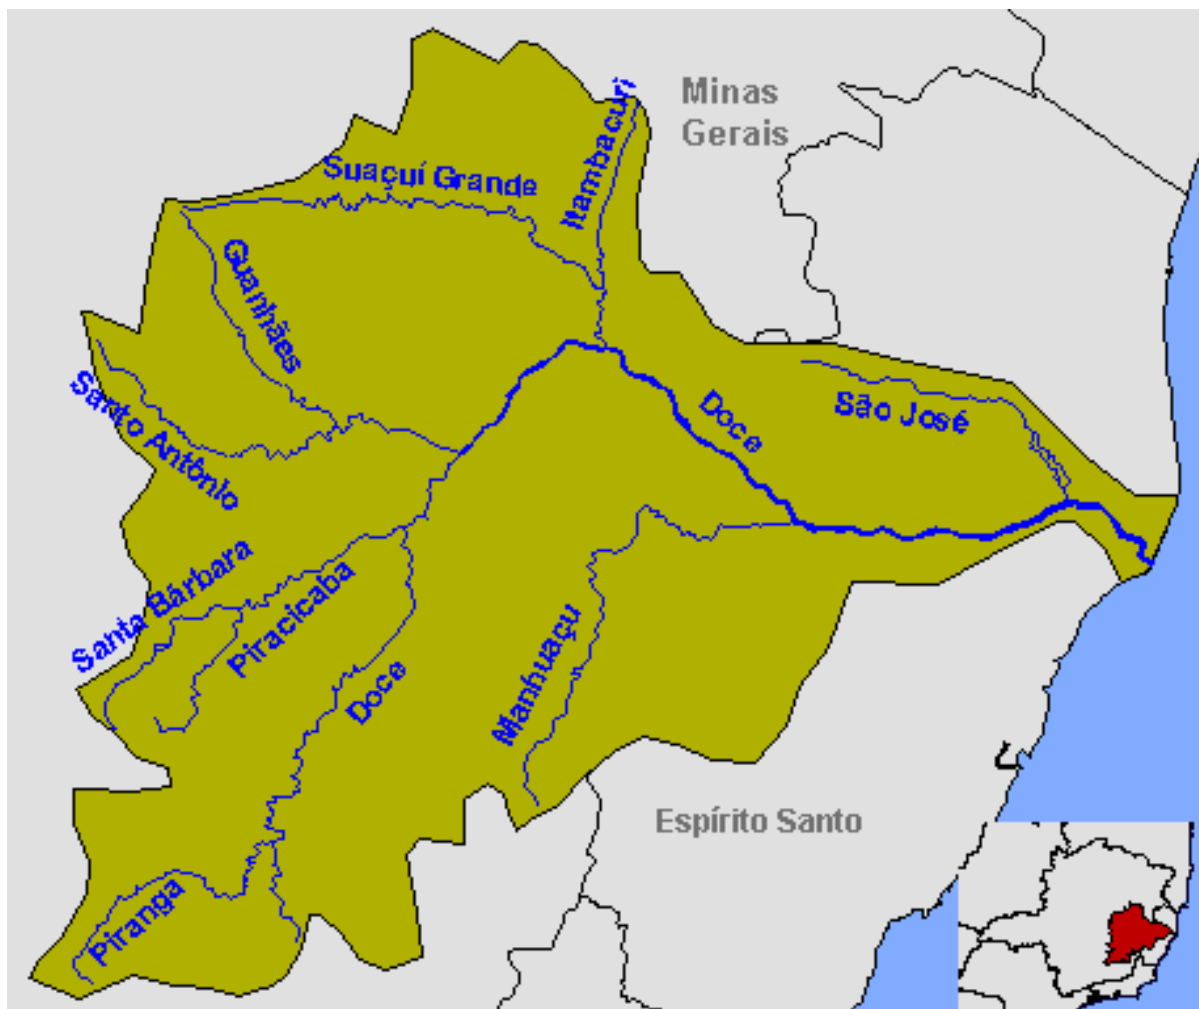 Minas
Gerais
Itambacuri
Suaçuí Grande
Guanhães
Santo Antônio
Doce
São José
Santa Bárbara
Piracicaba
Doce
Manhuaçu
Espírito Santo
Piranga